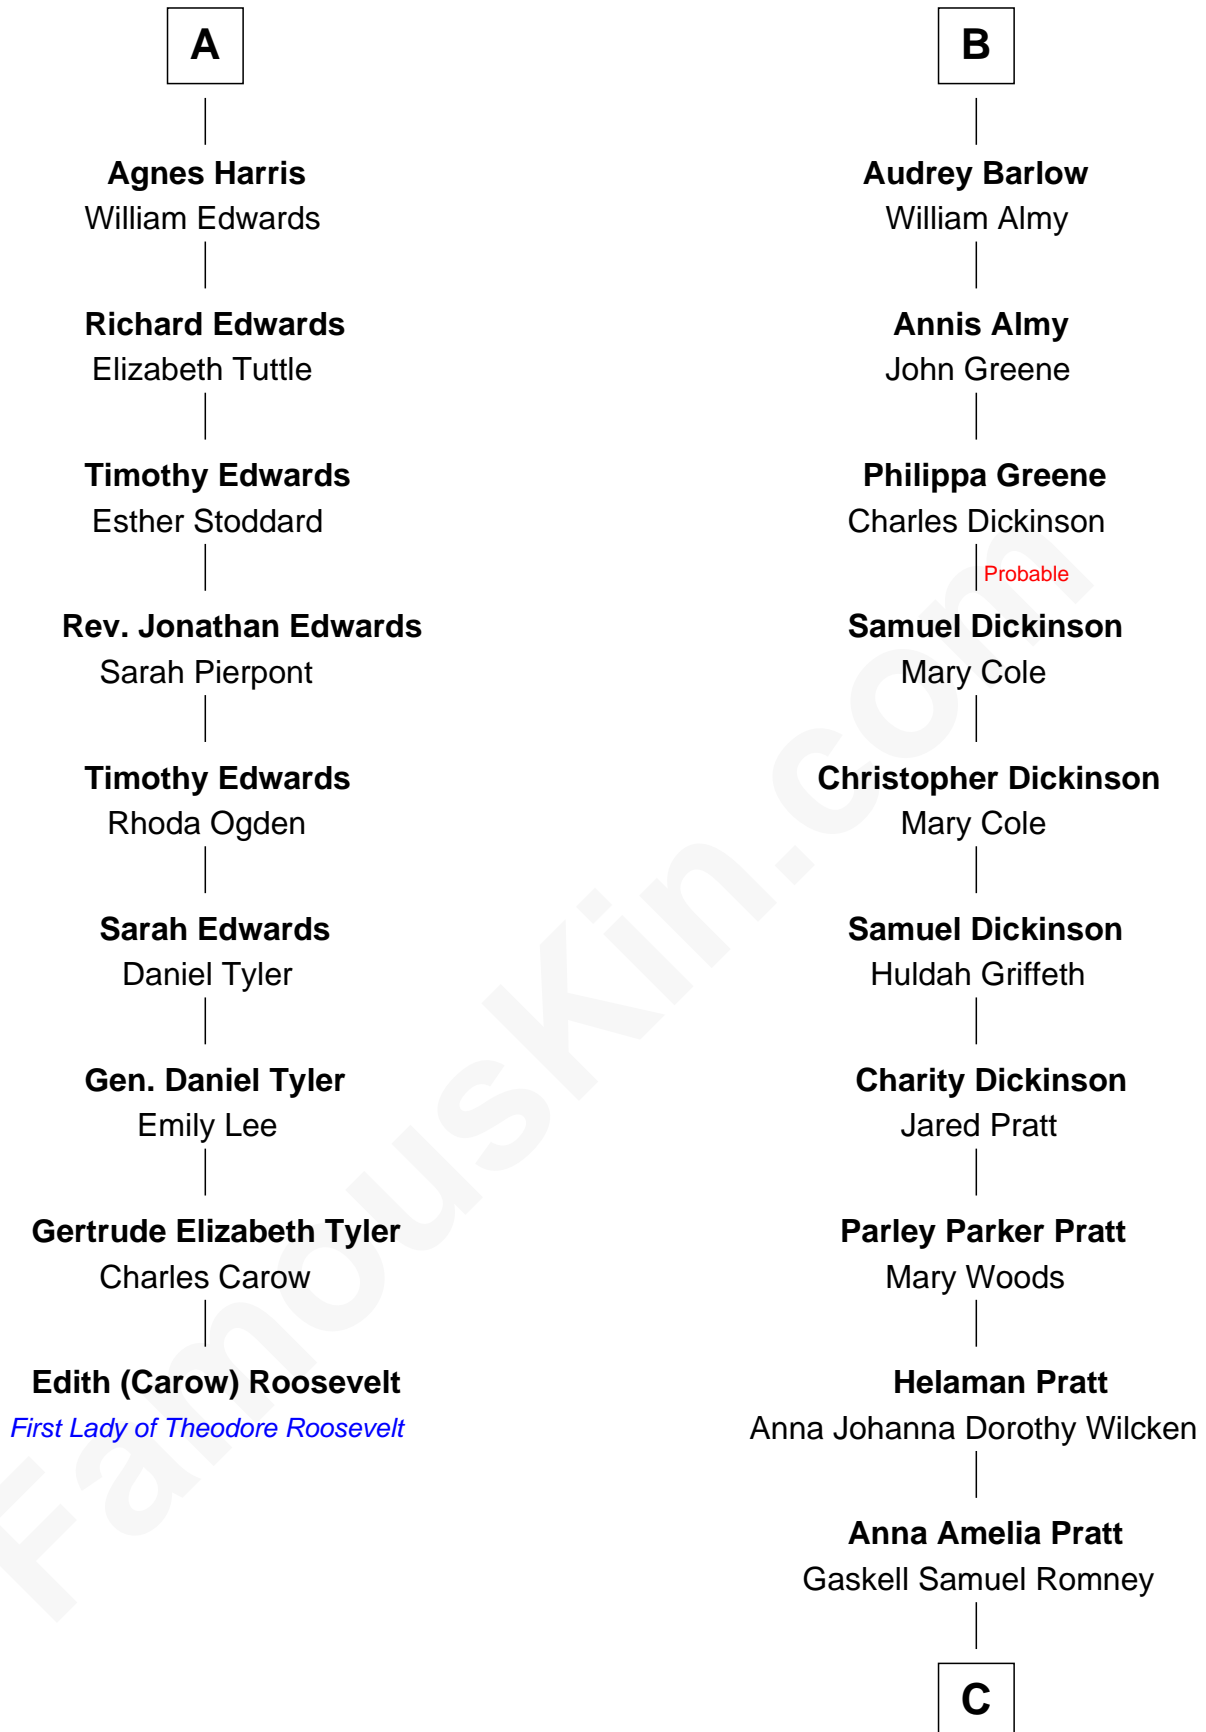 A
Agnes Harris
William Edwards
Richard Edwards
Elizabeth Tuttle
Timothy Edwards
Esther Stoddard
Rev. Jonathan Edwards
Sarah Pierpont
Timothy Edwards
Rhoda Ogden
Sarah Edwards
Daniel Tyler
Gen. Daniel Tyler
Emily Lee
Gertrude Elizabeth Tyler
Charles Carow
Edith (Carow) Roosevelt
First Lady of Theodore Roosevelt
B
Audrey Barlow
William Almy
Annis Almy
John Greene
Philippa Greene
Charles Dickinson
Probable
Samuel Dickinson
Mary Cole
Christopher Dickinson
Mary Cole
Samuel Dickinson
Huldah Griffeth
Charity Dickinson
Jared Pratt
Parley Parker Pratt
Mary Woods
Helaman Pratt
Anna Johanna Dorothy Wilcken
Anna Amelia Pratt
Gaskell Samuel Romney
C
FamousKin.com